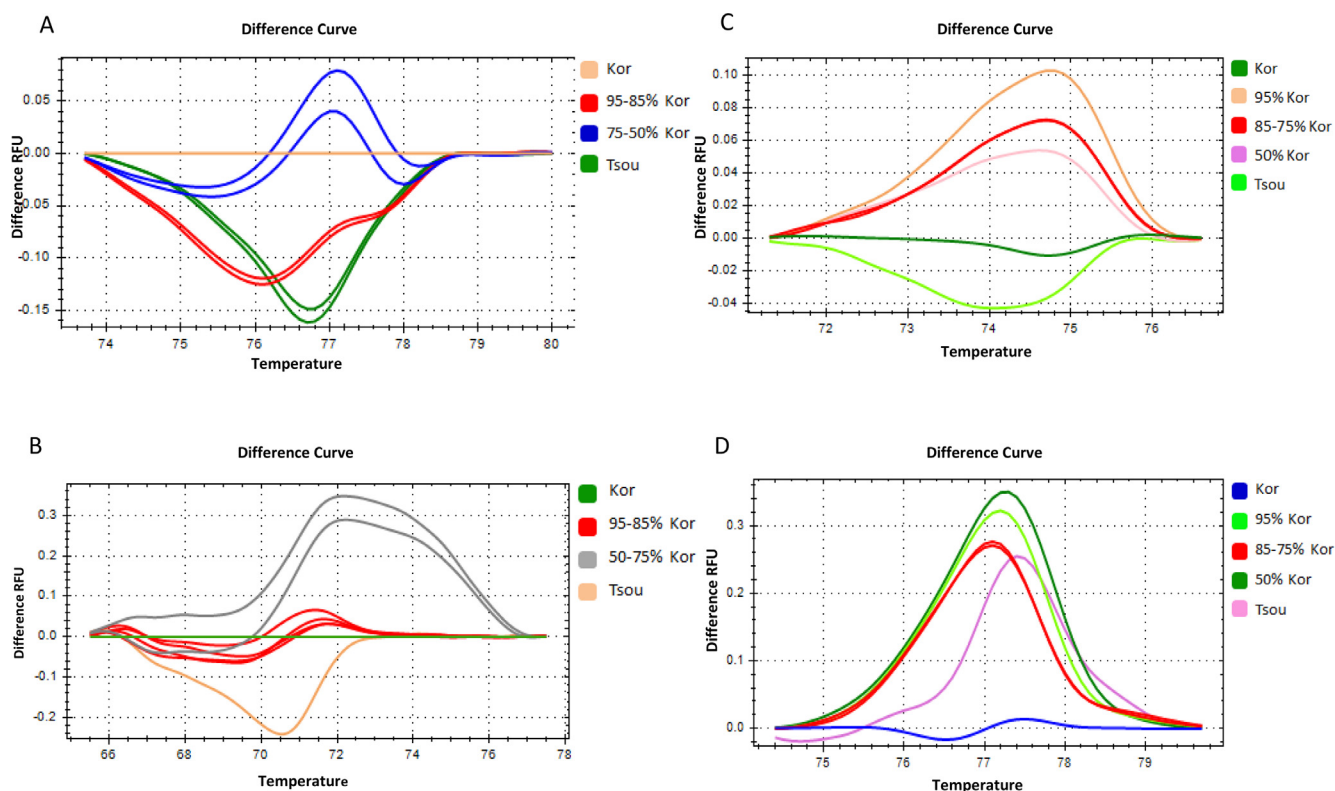 A
Difference Curve
Difference RFU
0.05
0.00
-0.05
-0.10
-0.15
74 75 76 77 78 79 80
Temperature
Kor
95-85% Kor
75-50% Kor
Tsou
C
Difference Curve
Difference RFU
0.10
0.08
0.06
0.04
0.02
0.00
-0.02
-0.04
72 73 74 75 76
Temperature
Kor
95% Kor
85-75% Kor
50% Kor
Tsou
B
Difference Curve
Difference RFU
0.3
0.2
0.1
0.0
-0.1
-0.2
66 68 70 72 74 76 78
Temperature
Kor
95-85% Kor
50-75% Kor
Tsou
D
Difference Curve
Difference RFU
0.3
0.2
0.1
0.0
75 76 77 78 79
Temperature
Kor
95% Kor
85-75% Kor
50% Kor
Tsou